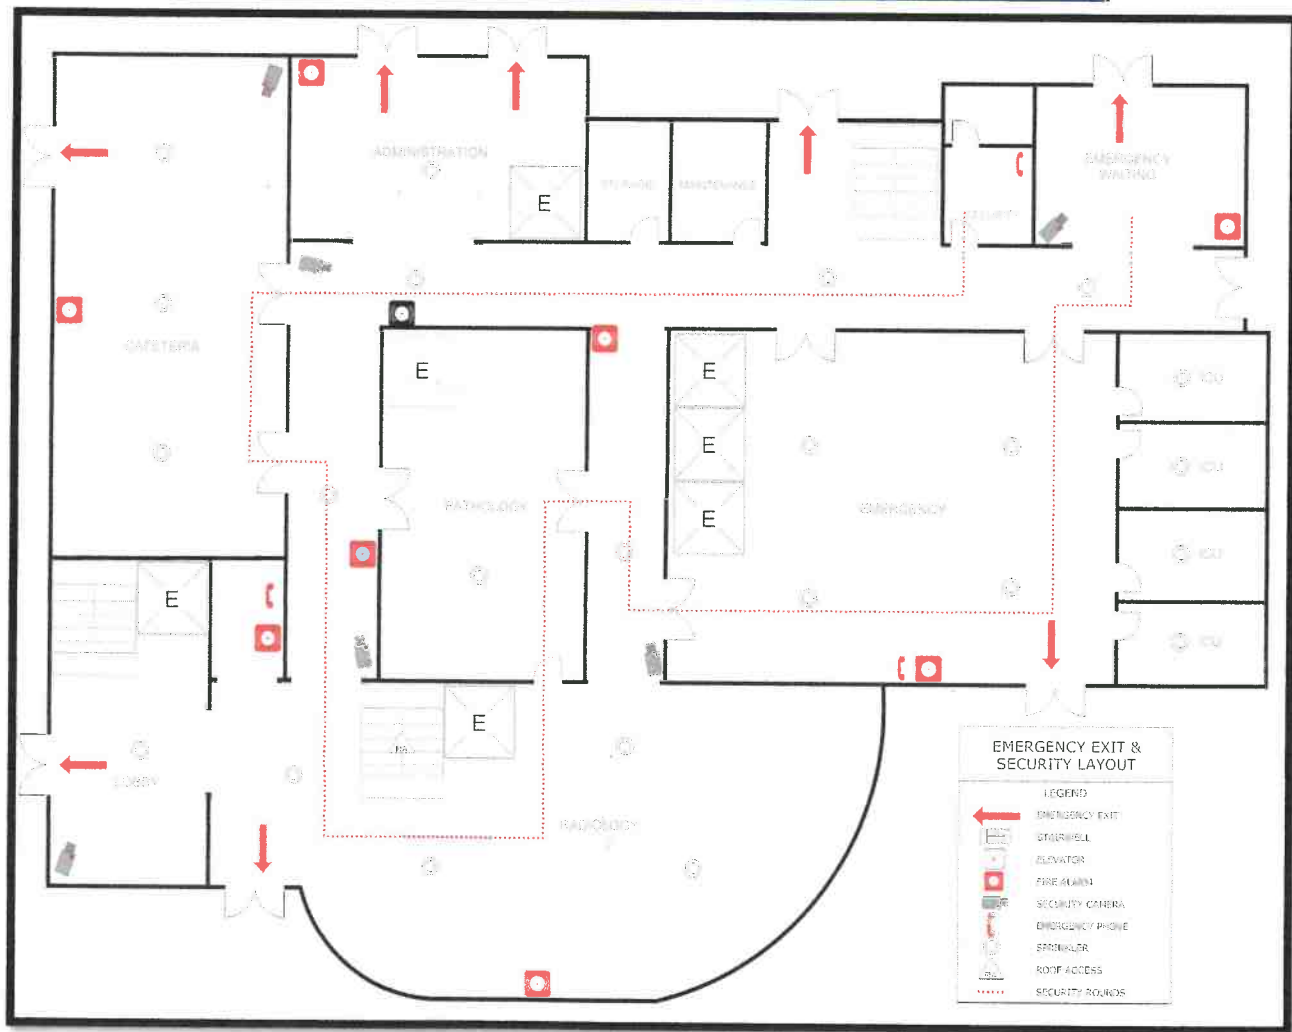 ADMINISTRATION
EMERGENCY
WAITING
STORAGE
MAINTENANCE
E
SECURITY
CAFETERIA
E
E
ICU
E
ICU
PATHOLOGY
EMERGENCY
E
ICU
E
ICU
E
RA
LOBBY
RADIOLOGY
EMERGENCY EXIT &
SECURITY LAYOUT
LEGEND
EMERGENCY EXIT
STAIRWELL
ELEVATOR
FIRE ALARM
SECURITY CAMERA
EMERGENCY PHONE
SPRINKLER
ROOF ACCESS
SECURITY ROUNDS